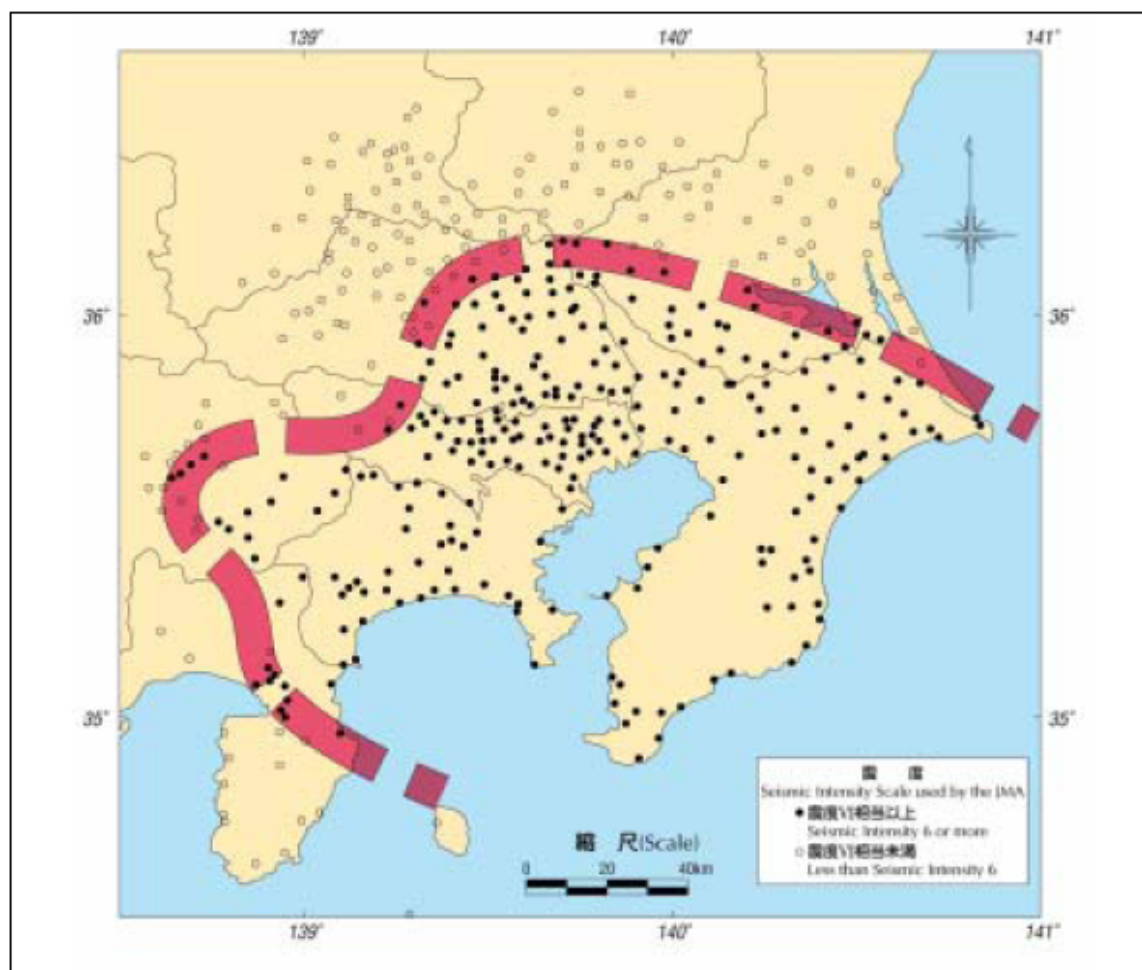 139°
140°
141°
36°
36°
35°
35°
震 度
Seismic Intensity Scale used by the JMA
● 震度VI相当以上
Seismic Intensity 6 or more
○ 震度VI相当未満
Less than Seismic Intensity 6
縮 尺(Scale)
0 20 40km
139°
140°
141°